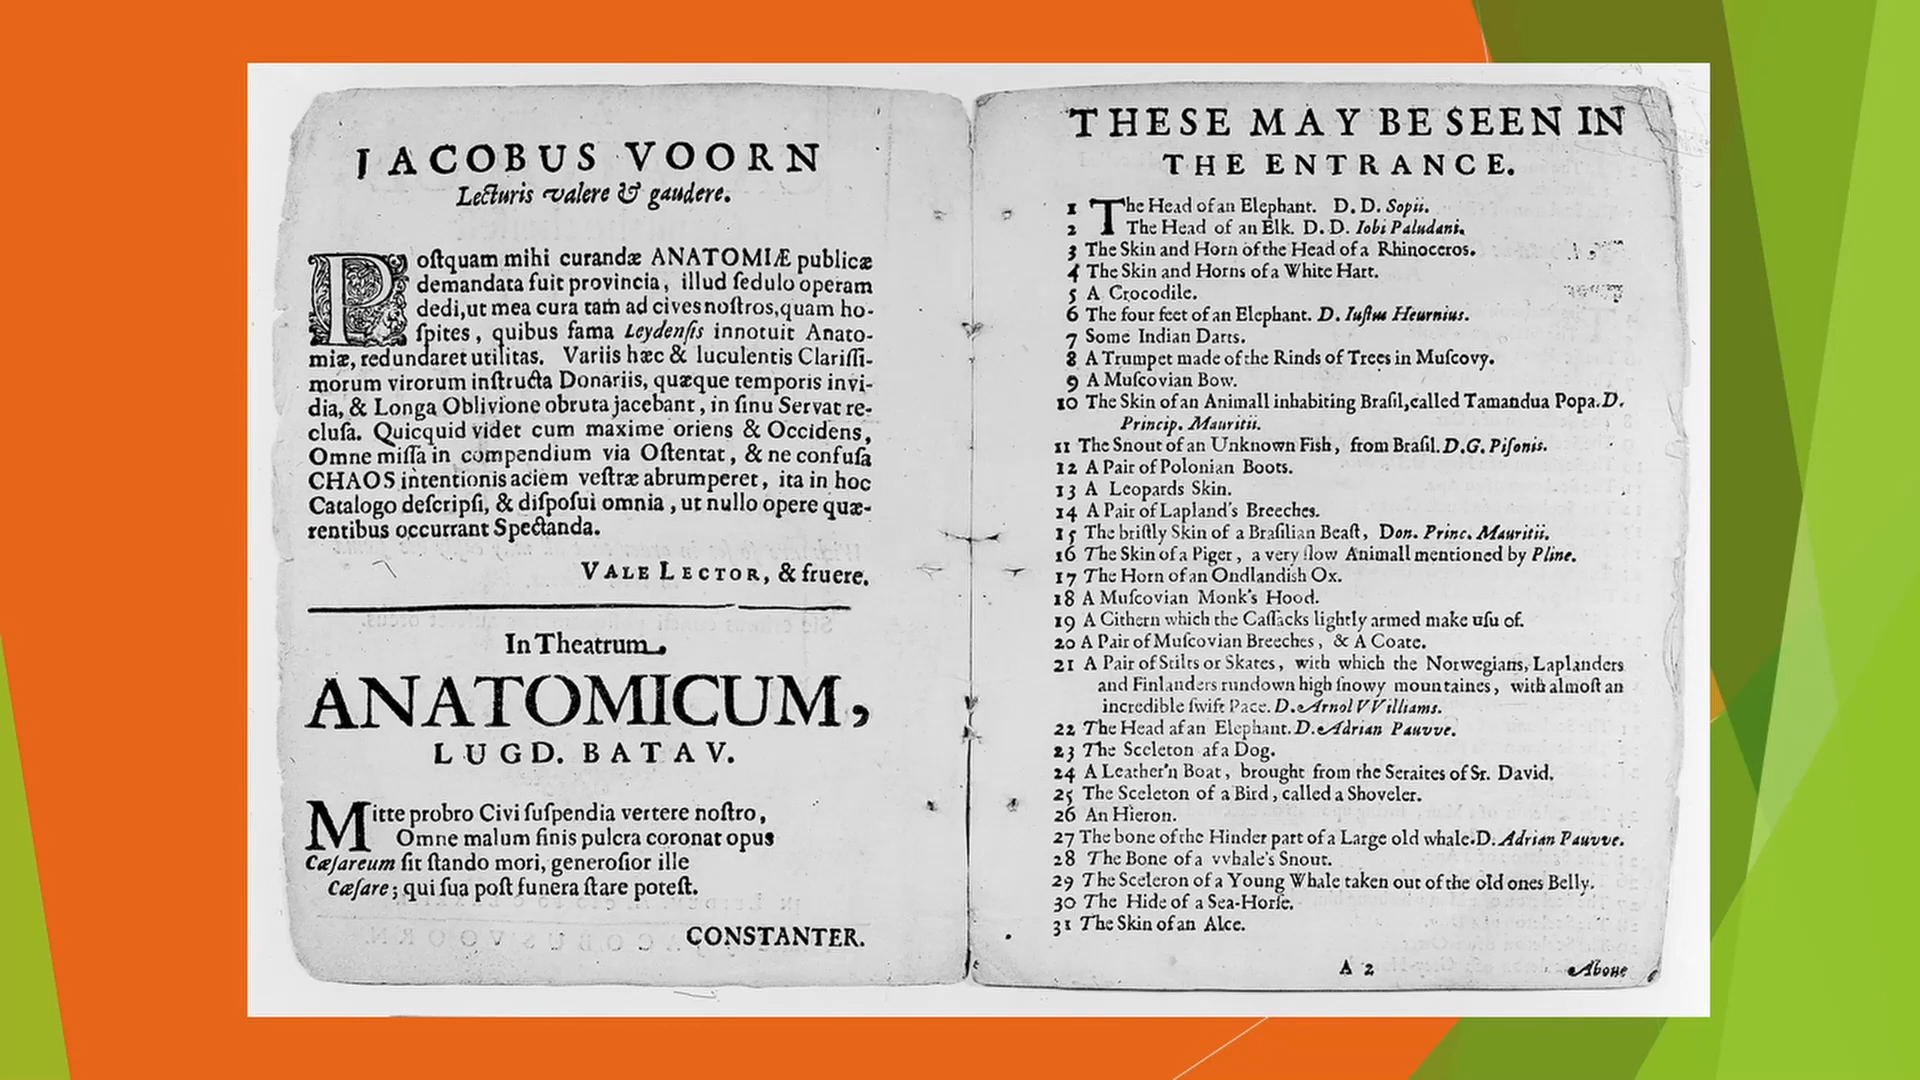 JACOBUS VOORN
Lecturis valere & gaudere.
Postquam mihi curandæ ANATOMIÆ publicæ
demandata fuit provincia, illud ſedulo operam
dedi, ut mea cura tam ad cives noſtros, quam ho-
ſpites, quibus fama Leydenſis innotuit Anato-
miæ, redundaret utilitas. Variis hæc & luculentis Clariſſi-
morum virorum inſtructa Donariis, quæque temporis invi-
dia, & Longa Oblivione obruta jacebant, in ſinu Servat re-
cluſa. Quicquid videt cum maxime oriens & Occidens,
Omne miſſa in compendium via Oſtentat, & ne confuſa
CHAOS intentionis aciem veſtræ abrumperet, ita in hoc
Catalogo deſcripſi, & diſpoſui omnia, ut nullo opere quæ-
rentibus occurrant Spectanda.
VALE LECTOR, & fruere.
In Theatrum
ANATOMICUM,
LUGD. BATAV.
Mitte probro Civi ſuſpendia vertere noſtro,
Omne malum finis pulcra coronat opus
Cæſareum ſit ſtando mori, generoſior ille
Cæſare; qui ſua poſt funera ſtare poteſt.
CONSTANTER.
THESE MAY BE SEEN IN
THE ENTRANCE.
1 The Head of an Elephant. D. D. Sopii.
2 The Head of an Elk. D. D. Iobi Paludani.
3 The Skin and Horn of the Head of a Rhinoceros.
4 The Skin and Horns of a White Hart.
5 A Crocodile.
6 The four feet of an Elephant. D. Iuſtus Heurnius.
7 Some Indian Darts.
8 A Trumpet made of the Rinds of Trees in Muſcovy.
9 A Muſcovian Bow.
10 The Skin of an Animall inhabiting Braſil, called Tamandua Popa. D.
Princip. Mauritii.
11 The Snout of an Unknown Fish, from Braſil. D. G. Piſonis.
12 A Pair of Polonian Boots.
13 A Leopards Skin.
14 A Pair of Lapland's Breeches.
15 The briſtly Skin of a Braſilian Beaſt, Don. Princ. Mauritii.
16 The Skin of a Piger, a very ſlow Animall mentioned by Pline.
17 The Horn of an Ondlandish Ox.
18 A Muſcovian Monk's Hood.
19 A Cithern which the Caſſacks lightly armed make uſu of.
20 A Pair of Muſcovian Breeches, & A Coate.
21 A Pair of Stilts or Skates, with which the Norwegians, Laplanders
and Finlanders rundown high ſnowy mountaines, with almoſt an
incredible ſwift Pace. D. Arnol VVilliams.
22 The Head afan Elephant. D. Adrian Pauvve.
23 The Sceleton afa Dog.
24 A Leather'n Boat, brought from the Seraites of Sr. David.
25 The Sceleton of a Bird, called a Shoveler.
26 An Hieron.
27 The bone of the Hinder part of a Large old whale. D. Adrian Pauvve.
28 The Bone of a vvhale's Snout.
29 The Sceleron of a Young Whale taken out of the old ones Belly.
30 The Hide of a Sea-Horſe.
31 The Skin of an Alce.
A 2
Above